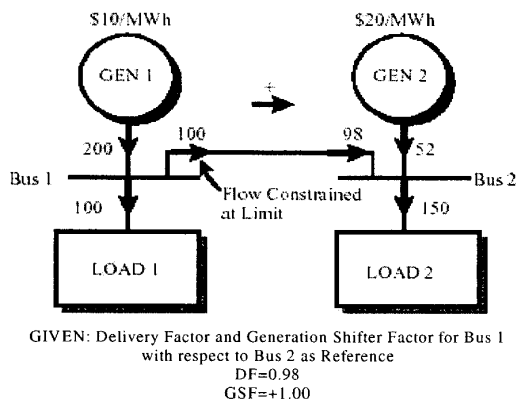 $10/MWh
$20/MWh
GEN 1
GEN 2
+
200
100
98
52
Bus 1
Bus 2
100
Flow Constrained
at Limit
150
LOAD 1
LOAD 2
GIVEN: Delivery Factor and Generation Shifter Factor for Bus 1
with respect to Bus 2 as Reference
DF=0.98
GSF=+1.00